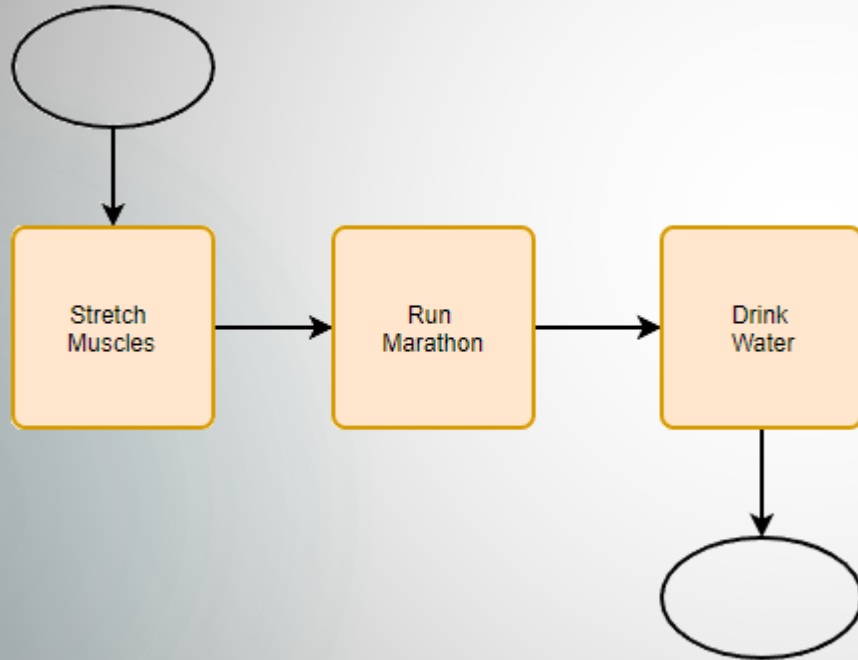 Stretch
Muscles
Run
Marathon
Drink
Water